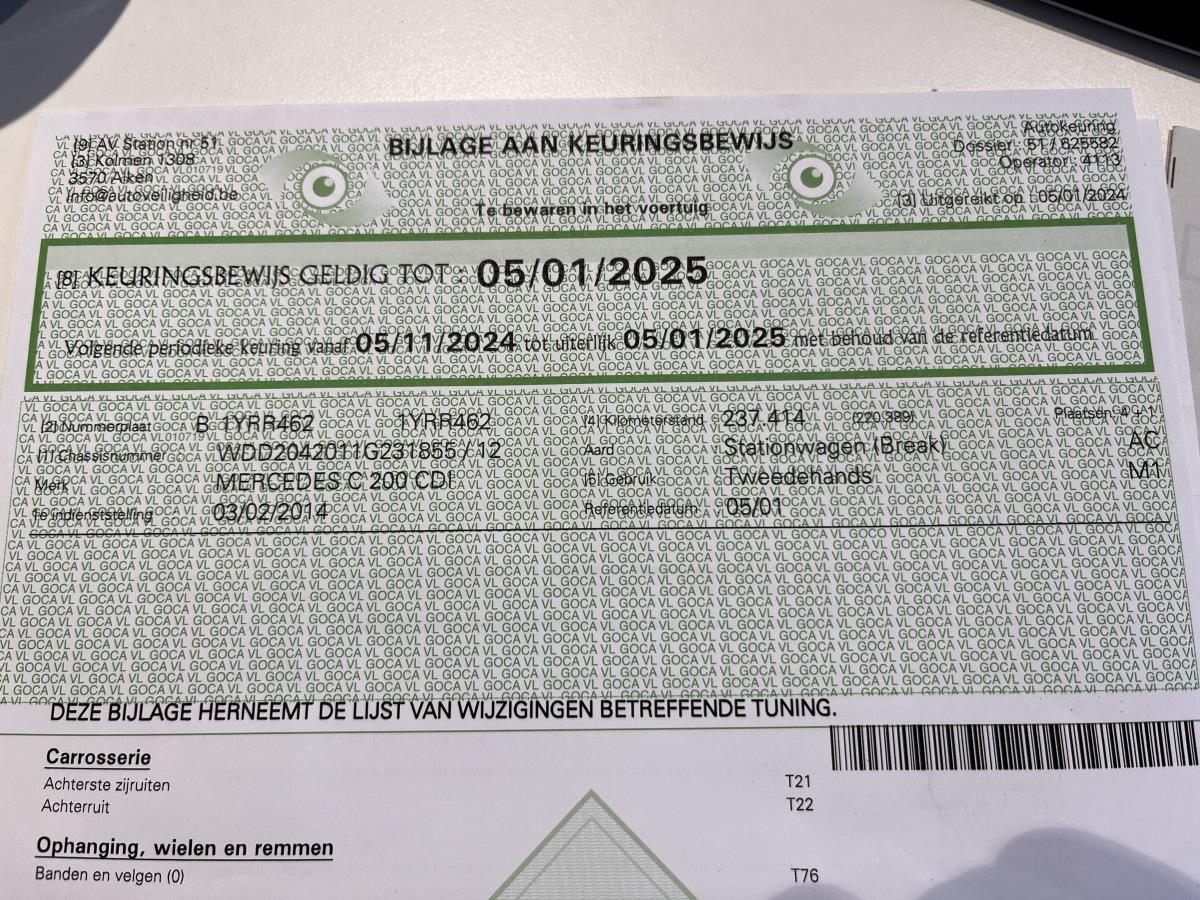 (9) AV. Station nr 51
(3) Kolmen 1308
3570 Alken
info@autoveiligheid.be
BIJLAGE AAN KEURINGSBEWIJS
Te bewaren in het voertuig
Autokeuring
Dossier: 51 / 625582
Operator: 4113
(3) Uitgereikt op : 05/01/2024
(8) KEURINGSBEWIJS GELDIG TOT : 05/01/2025
Volgende periodieke keuring vanaf 05/11/2024 tot uiterlijk 05/01/2025 met behoud van de referentiedatum
(2) Nummerplaat B 1YRR462 1YRR462 (4) Kilometerstand 237.414 (220.389) Plaatsen 4 + 1
(1) Chassisnummer WDD2042011G231855 / 12 Aard Stationwagen (Break) AC
Merk MERCEDES C 200 CDI (5) Gebruik Tweedehands M1
1e indienststelling 03/02/2014 Referentiedatum 05/01
DEZE BIJLAGE HERNEEMT DE LIJST VAN WIJZIGINGEN BETREFFENDE TUNING.
Carrosserie
Achterste zijruiten T21
Achterruit T22
Ophanging, wielen en remmen
Banden en velgen (0) T76